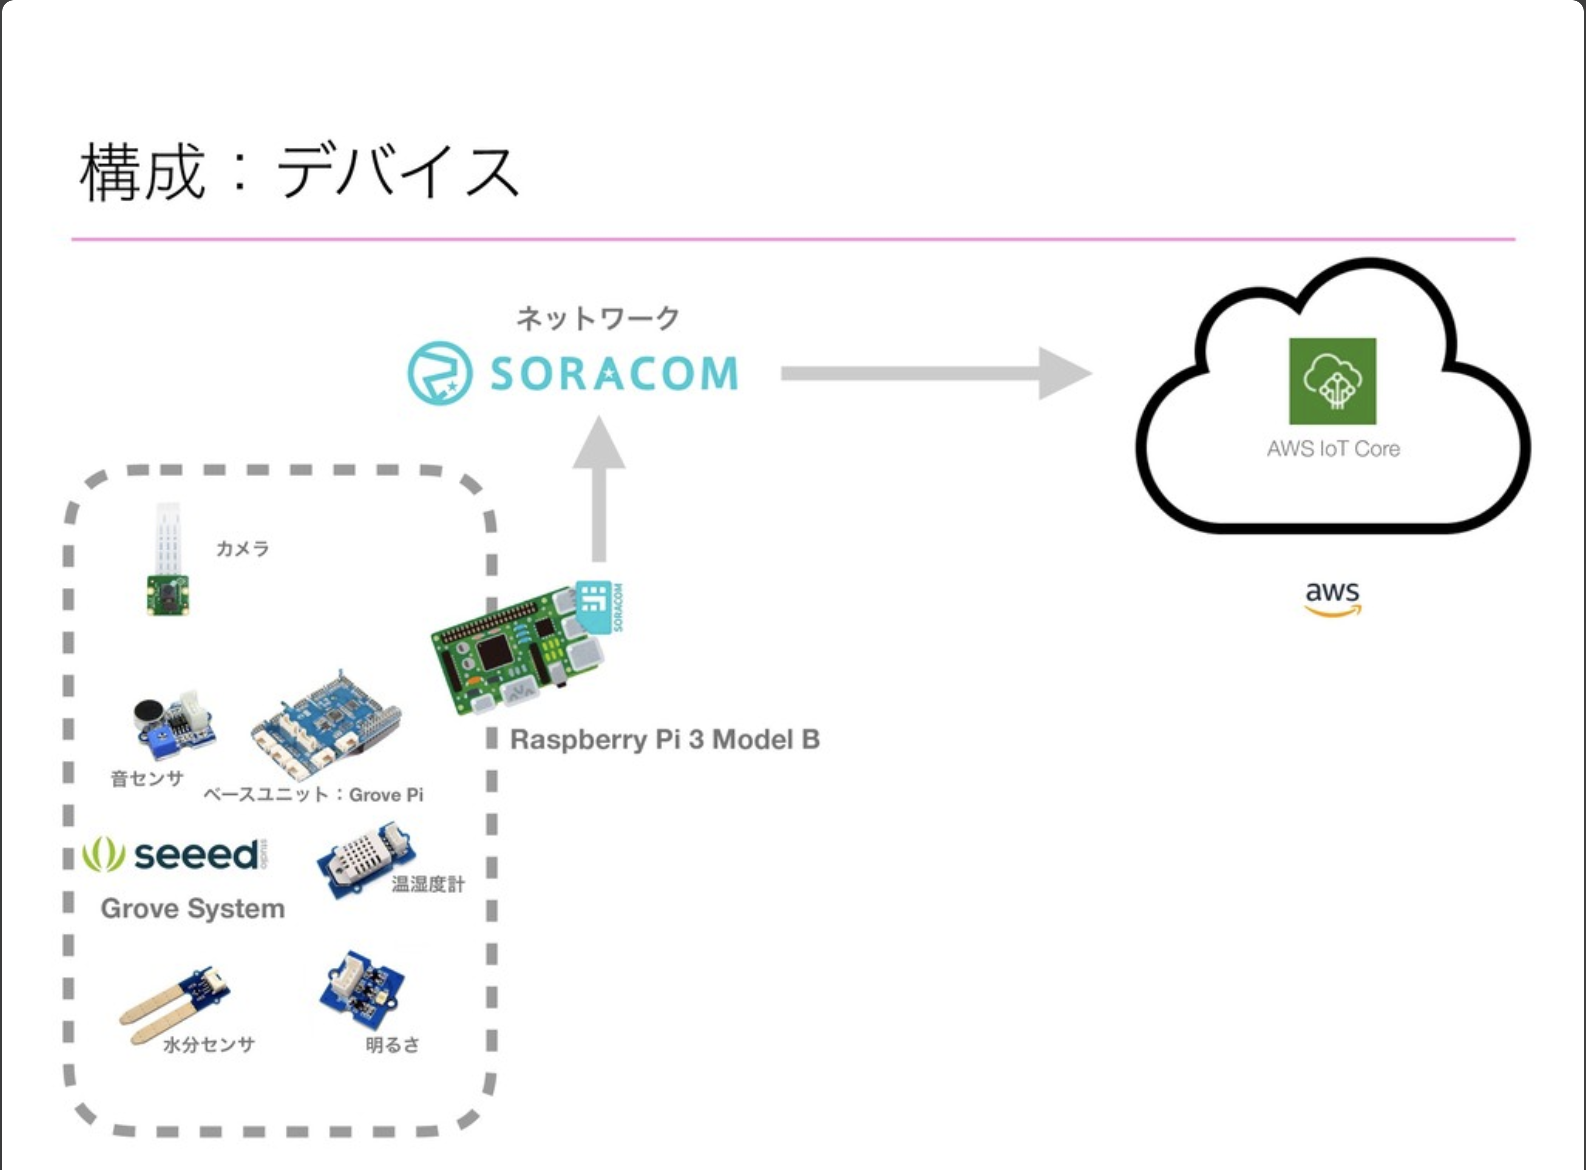 構成：デバイス
ネットワーク
SORACOM
AWS IoT Core
aws
カメラ
SORACOM
Raspberry Pi 3 Model B
音センサ
ベースユニット：Grove Pi
seeed
studio
Grove System
温湿度計
水分センサ
明るさ